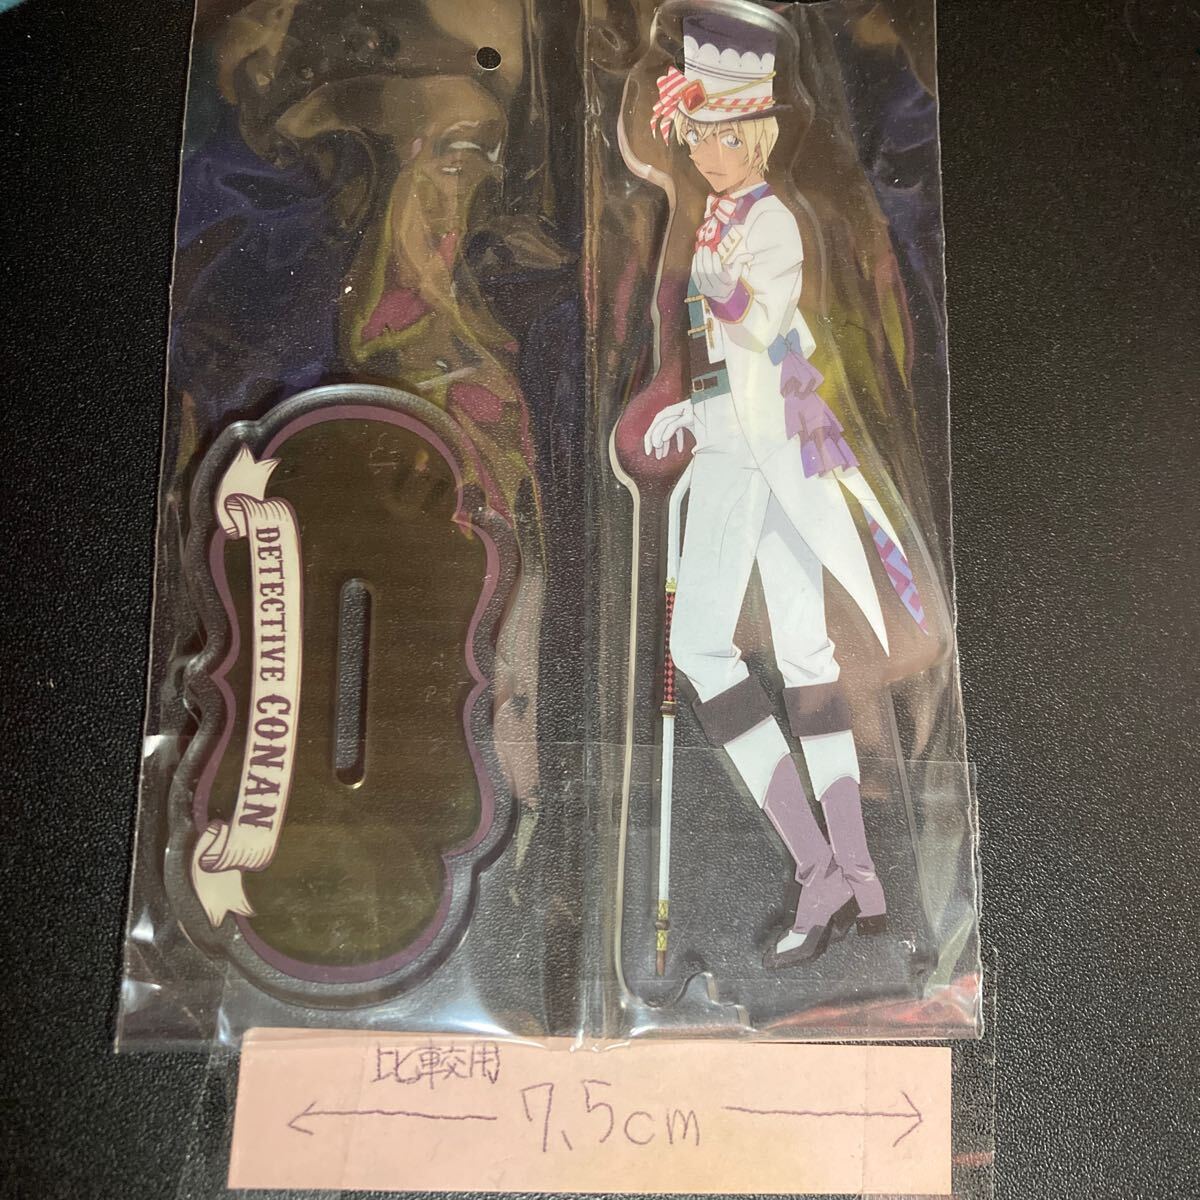 DETECTIVE CONAN
比較用
7.5cm